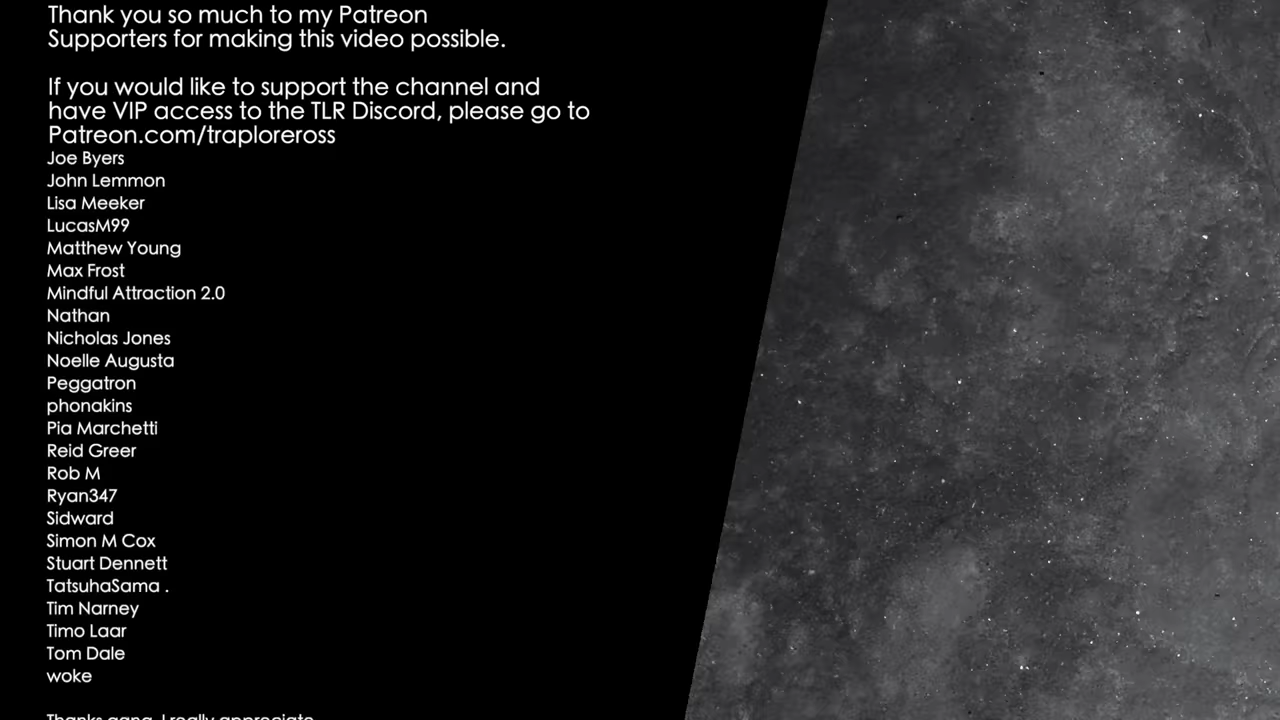 Thank you so much to my Patreon
Supporters for making this video possible.
If you would like to support the channel and
have VIP access to the TLR Discord, please go to
Patreon.com/traploreross
Joe Byers
John Lemmon
Lisa Meeker
LucasM99
Matthew Young
Max Frost
Mindful Attraction 2.0
Nathan
Nicholas Jones
Noelle Augusta
Peggatron
phonakins
Pia Marchetti
Reid Greer
Rob M
Ryan347
Sidward
Simon M Cox
Stuart Dennett
TatsuhaSama .
Tim Narney
Timo Laar
Tom Dale
woke
Thanks gang, I really appreciate